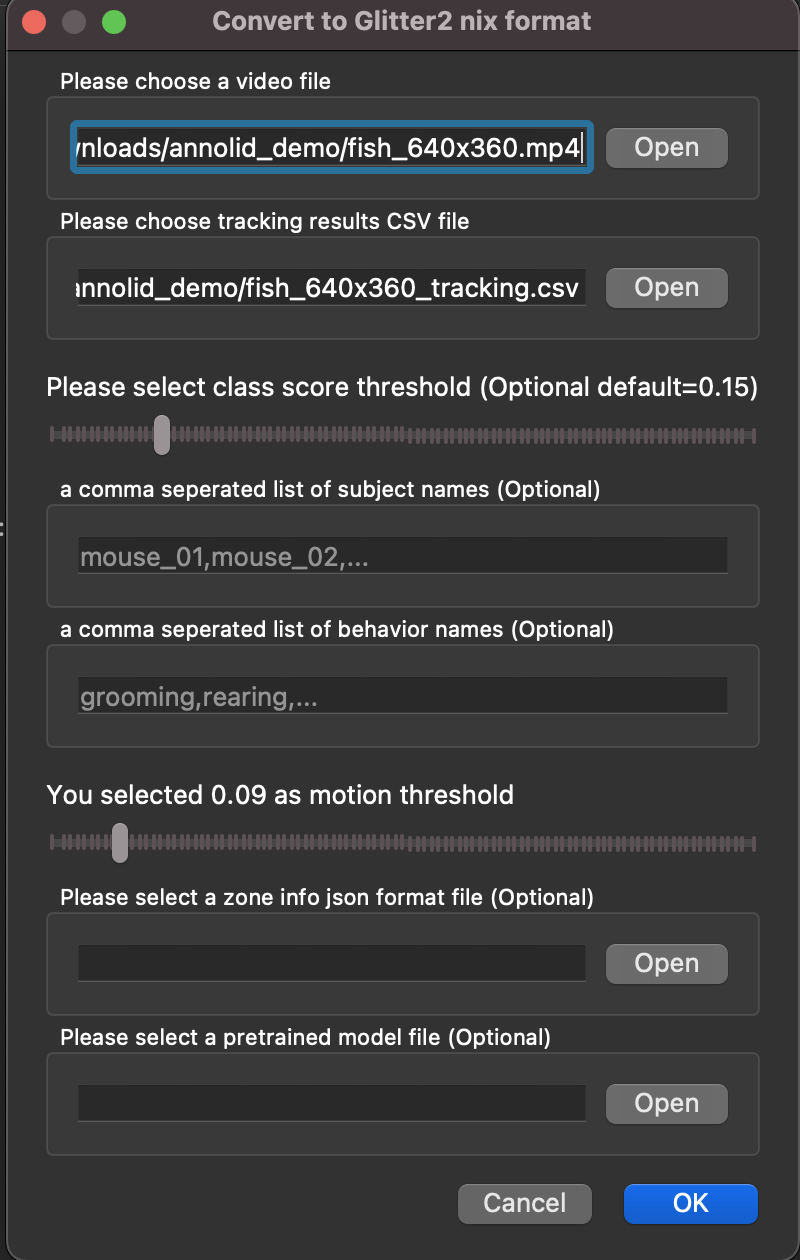 Convert to Glitter2 nix format
Please choose a video file
wnloads/annolid_demo/fish_640x360.mp4
Open
Please choose tracking results CSV file
annolid_demo/fish_640x360_tracking.csv
Open
Please select class score threshold (Optional default=0.15)
a comma seperated list of subject names (Optional)
mouse_01,mouse_02,...
a comma seperated list of behavior names (Optional)
grooming,rearing,...
You selected 0.09 as motion threshold
Please select a zone info json format file (Optional)
Open
Please select a pretrained model file (Optional)
Open
Cancel
OK